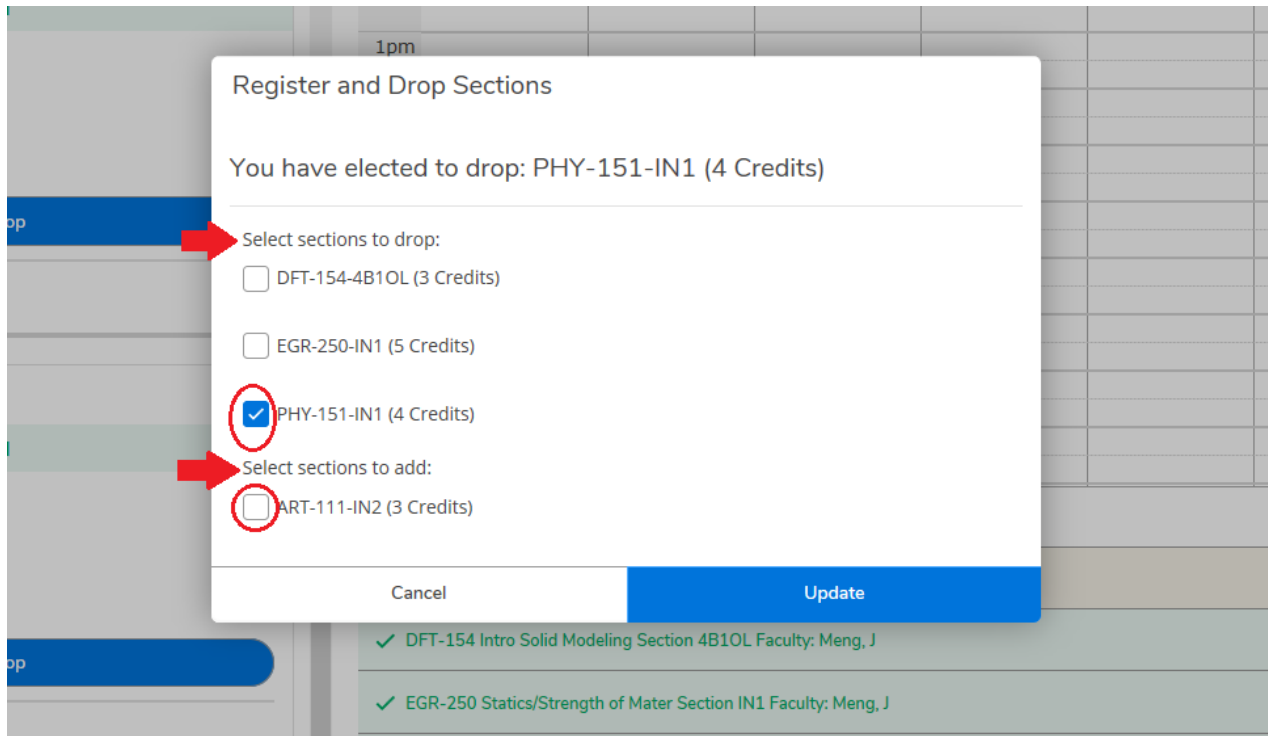 1pm
Register and Drop Sections
You have elected to drop: PHY-151-IN1 (4 Credits)
Select sections to drop:
DFT-154-4B1OL (3 Credits)
EGR-250-IN1 (5 Credits)
PHY-151-IN1 (4 Credits)
Select sections to add:
ART-111-IN2 (3 Credits)
Cancel
Update
DFT-154 Intro Solid Modeling Section 4B1OL Faculty: Meng, J
EGR-250 Statics/Strength of Mater Section IN1 Faculty: Meng, J